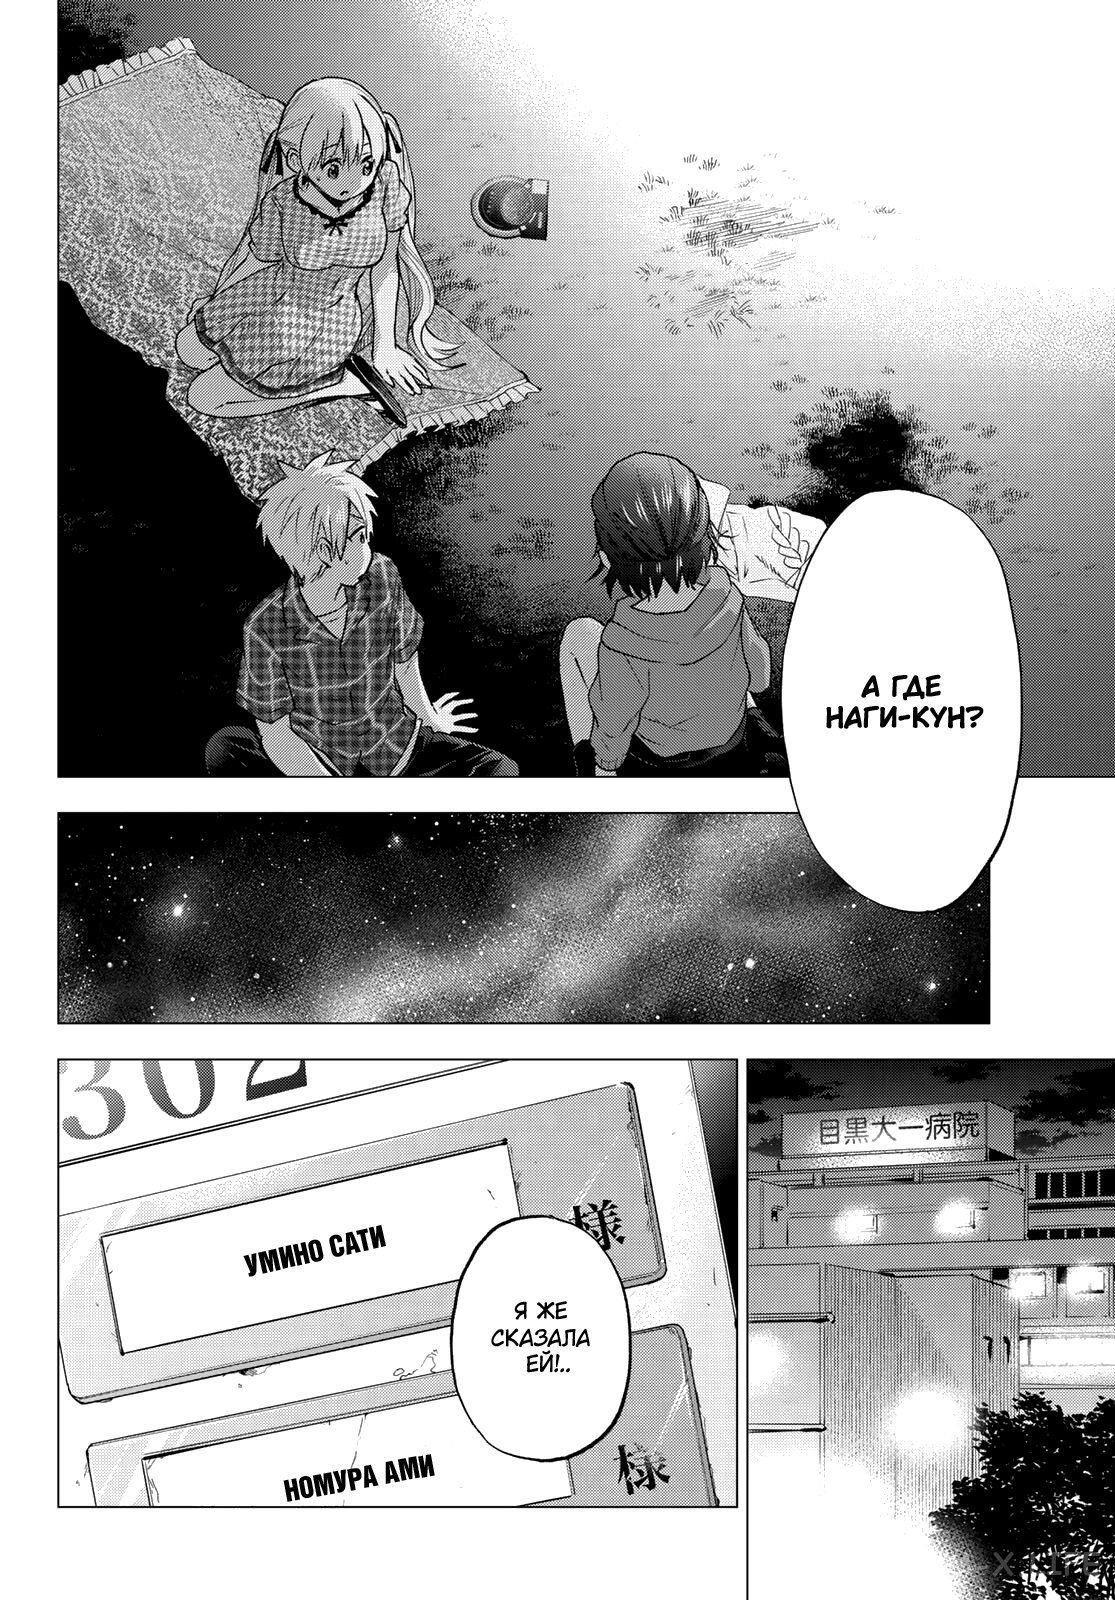 А ГДЕ
НАГИ-КУН?
302
目黒大一病院
УМИНО САТИ
様
Я ЖЕ
СКАЗАЛА
ЕЙ!..
НОМУРА АМИ
様
X LIFE